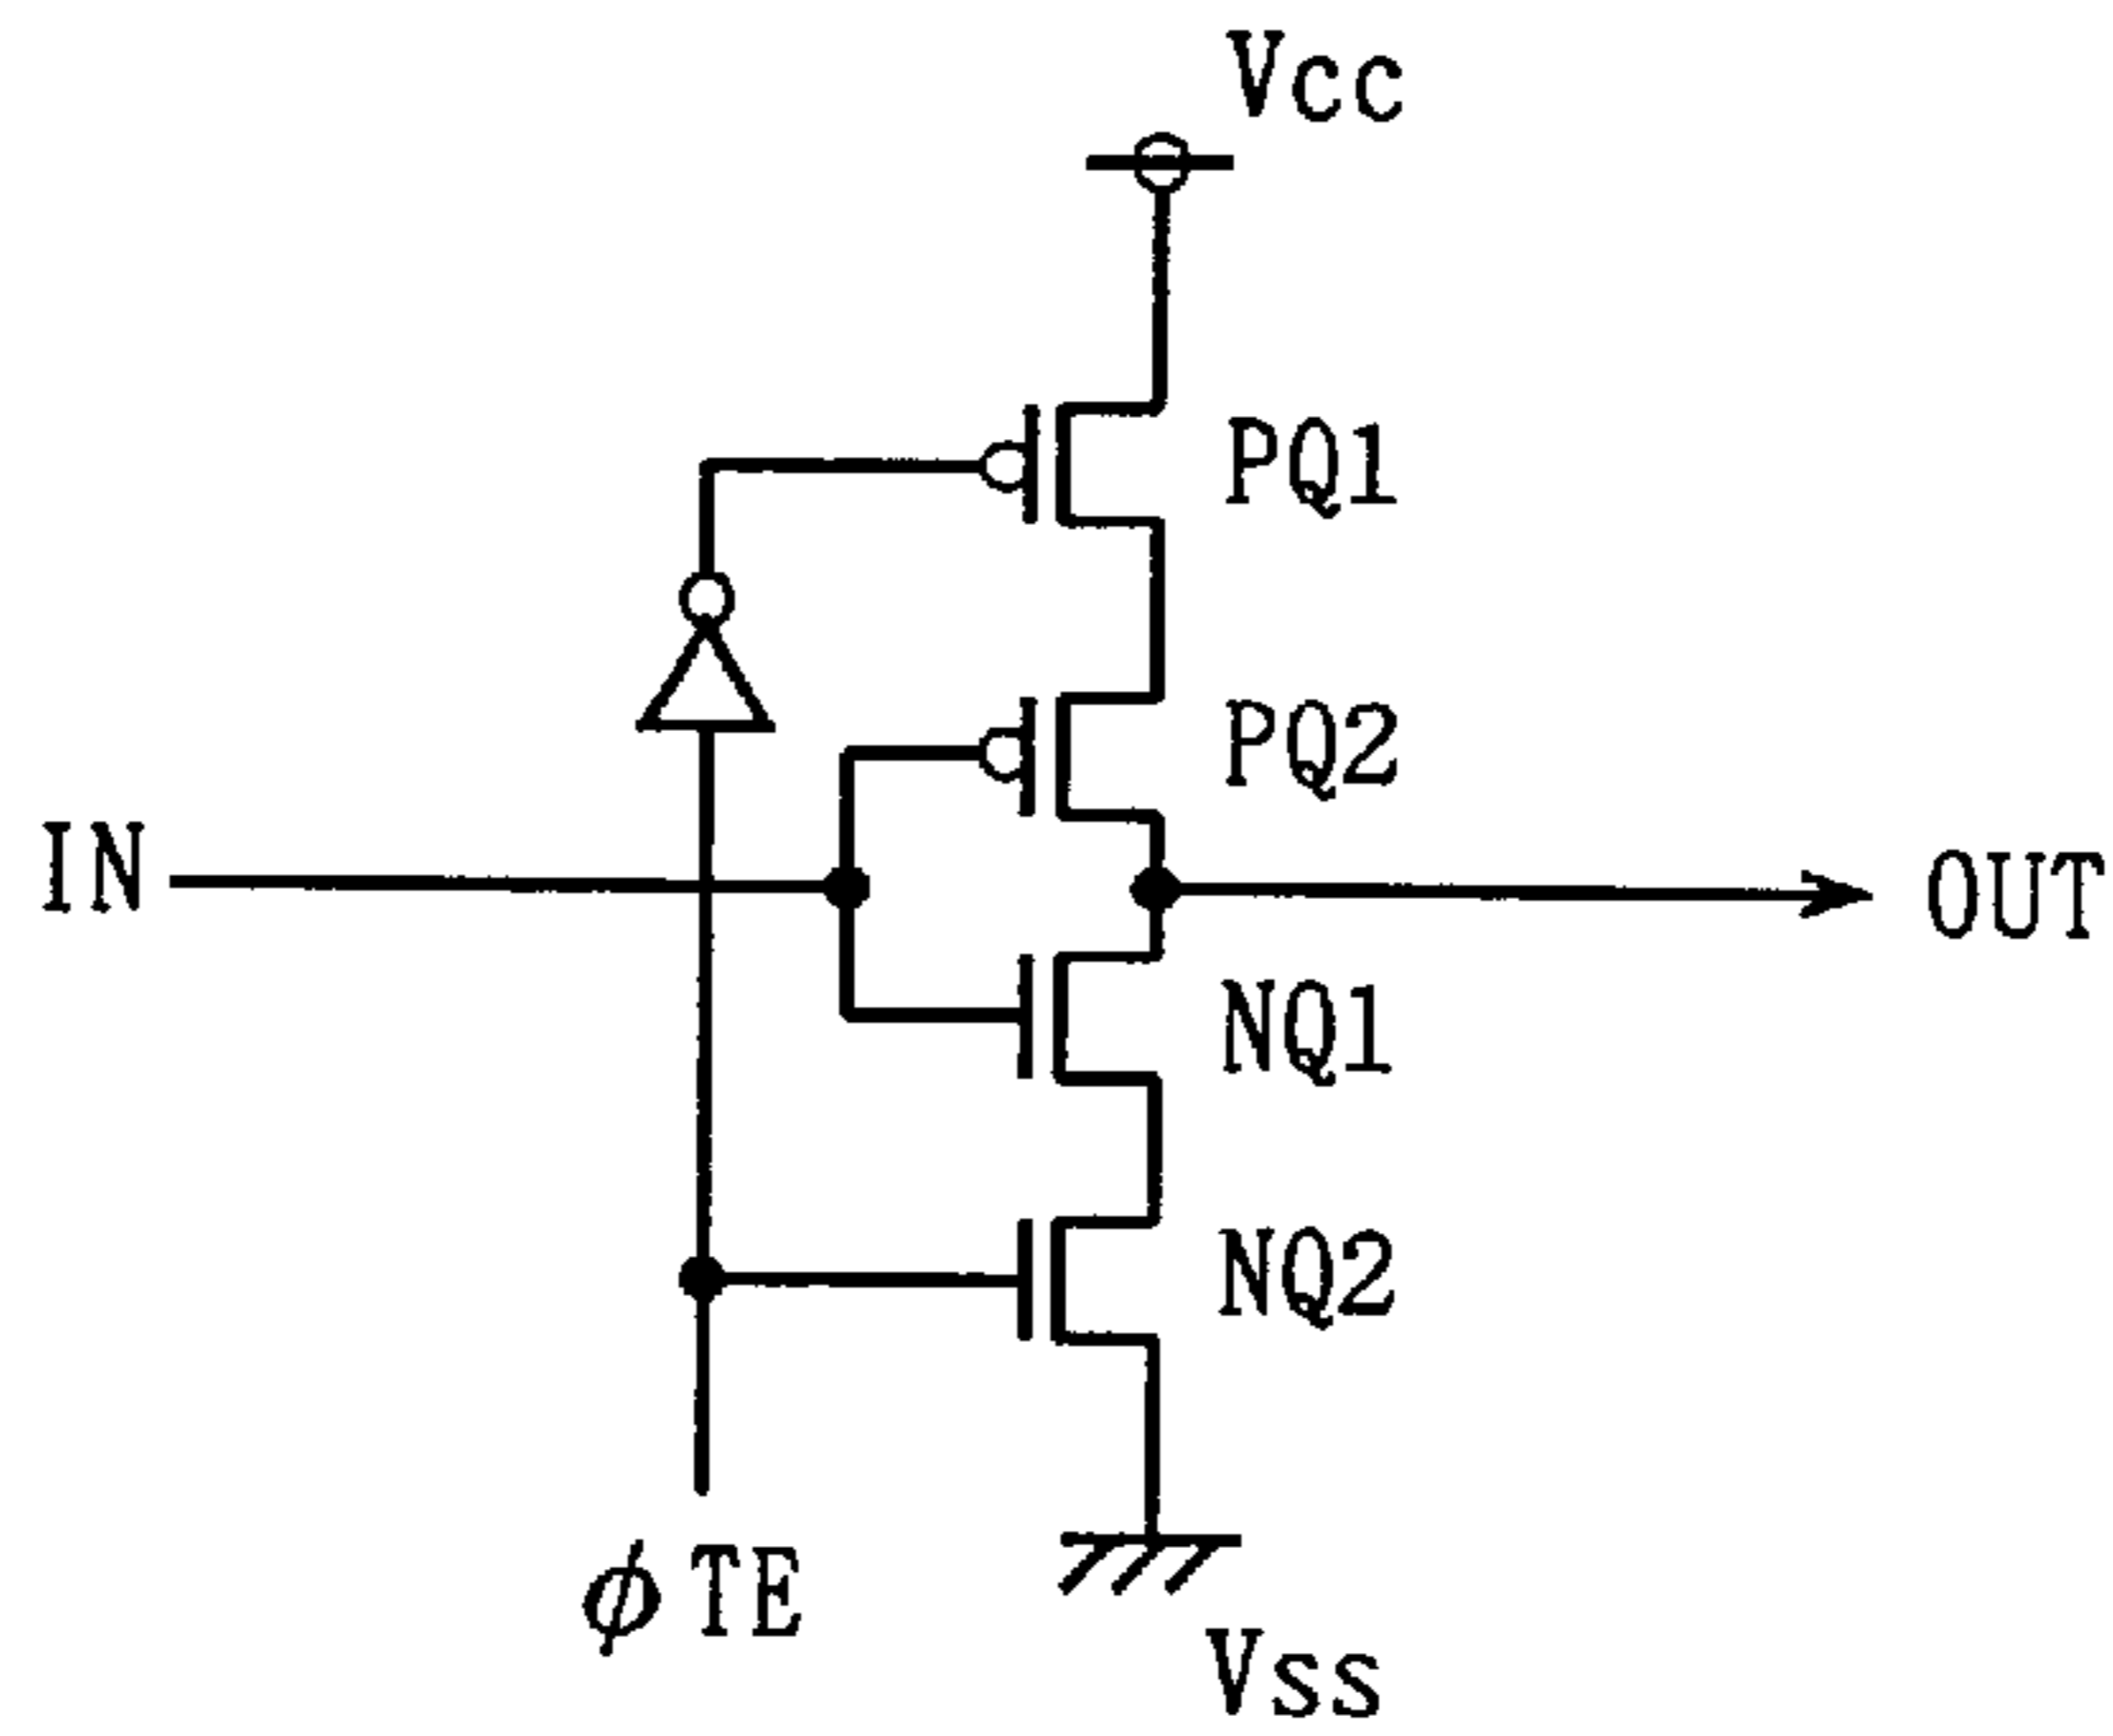 Vcc
PQ1
PQ2
IN
OUT
NQ1
NQ2
φTE
Vss